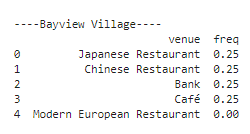 ----Bayview Village----
venue freq
0 Japanese Restaurant 0.25
1 Chinese Restaurant 0.25
2 Bank 0.25
3 Café 0.25
4 Modern European Restaurant 0.00